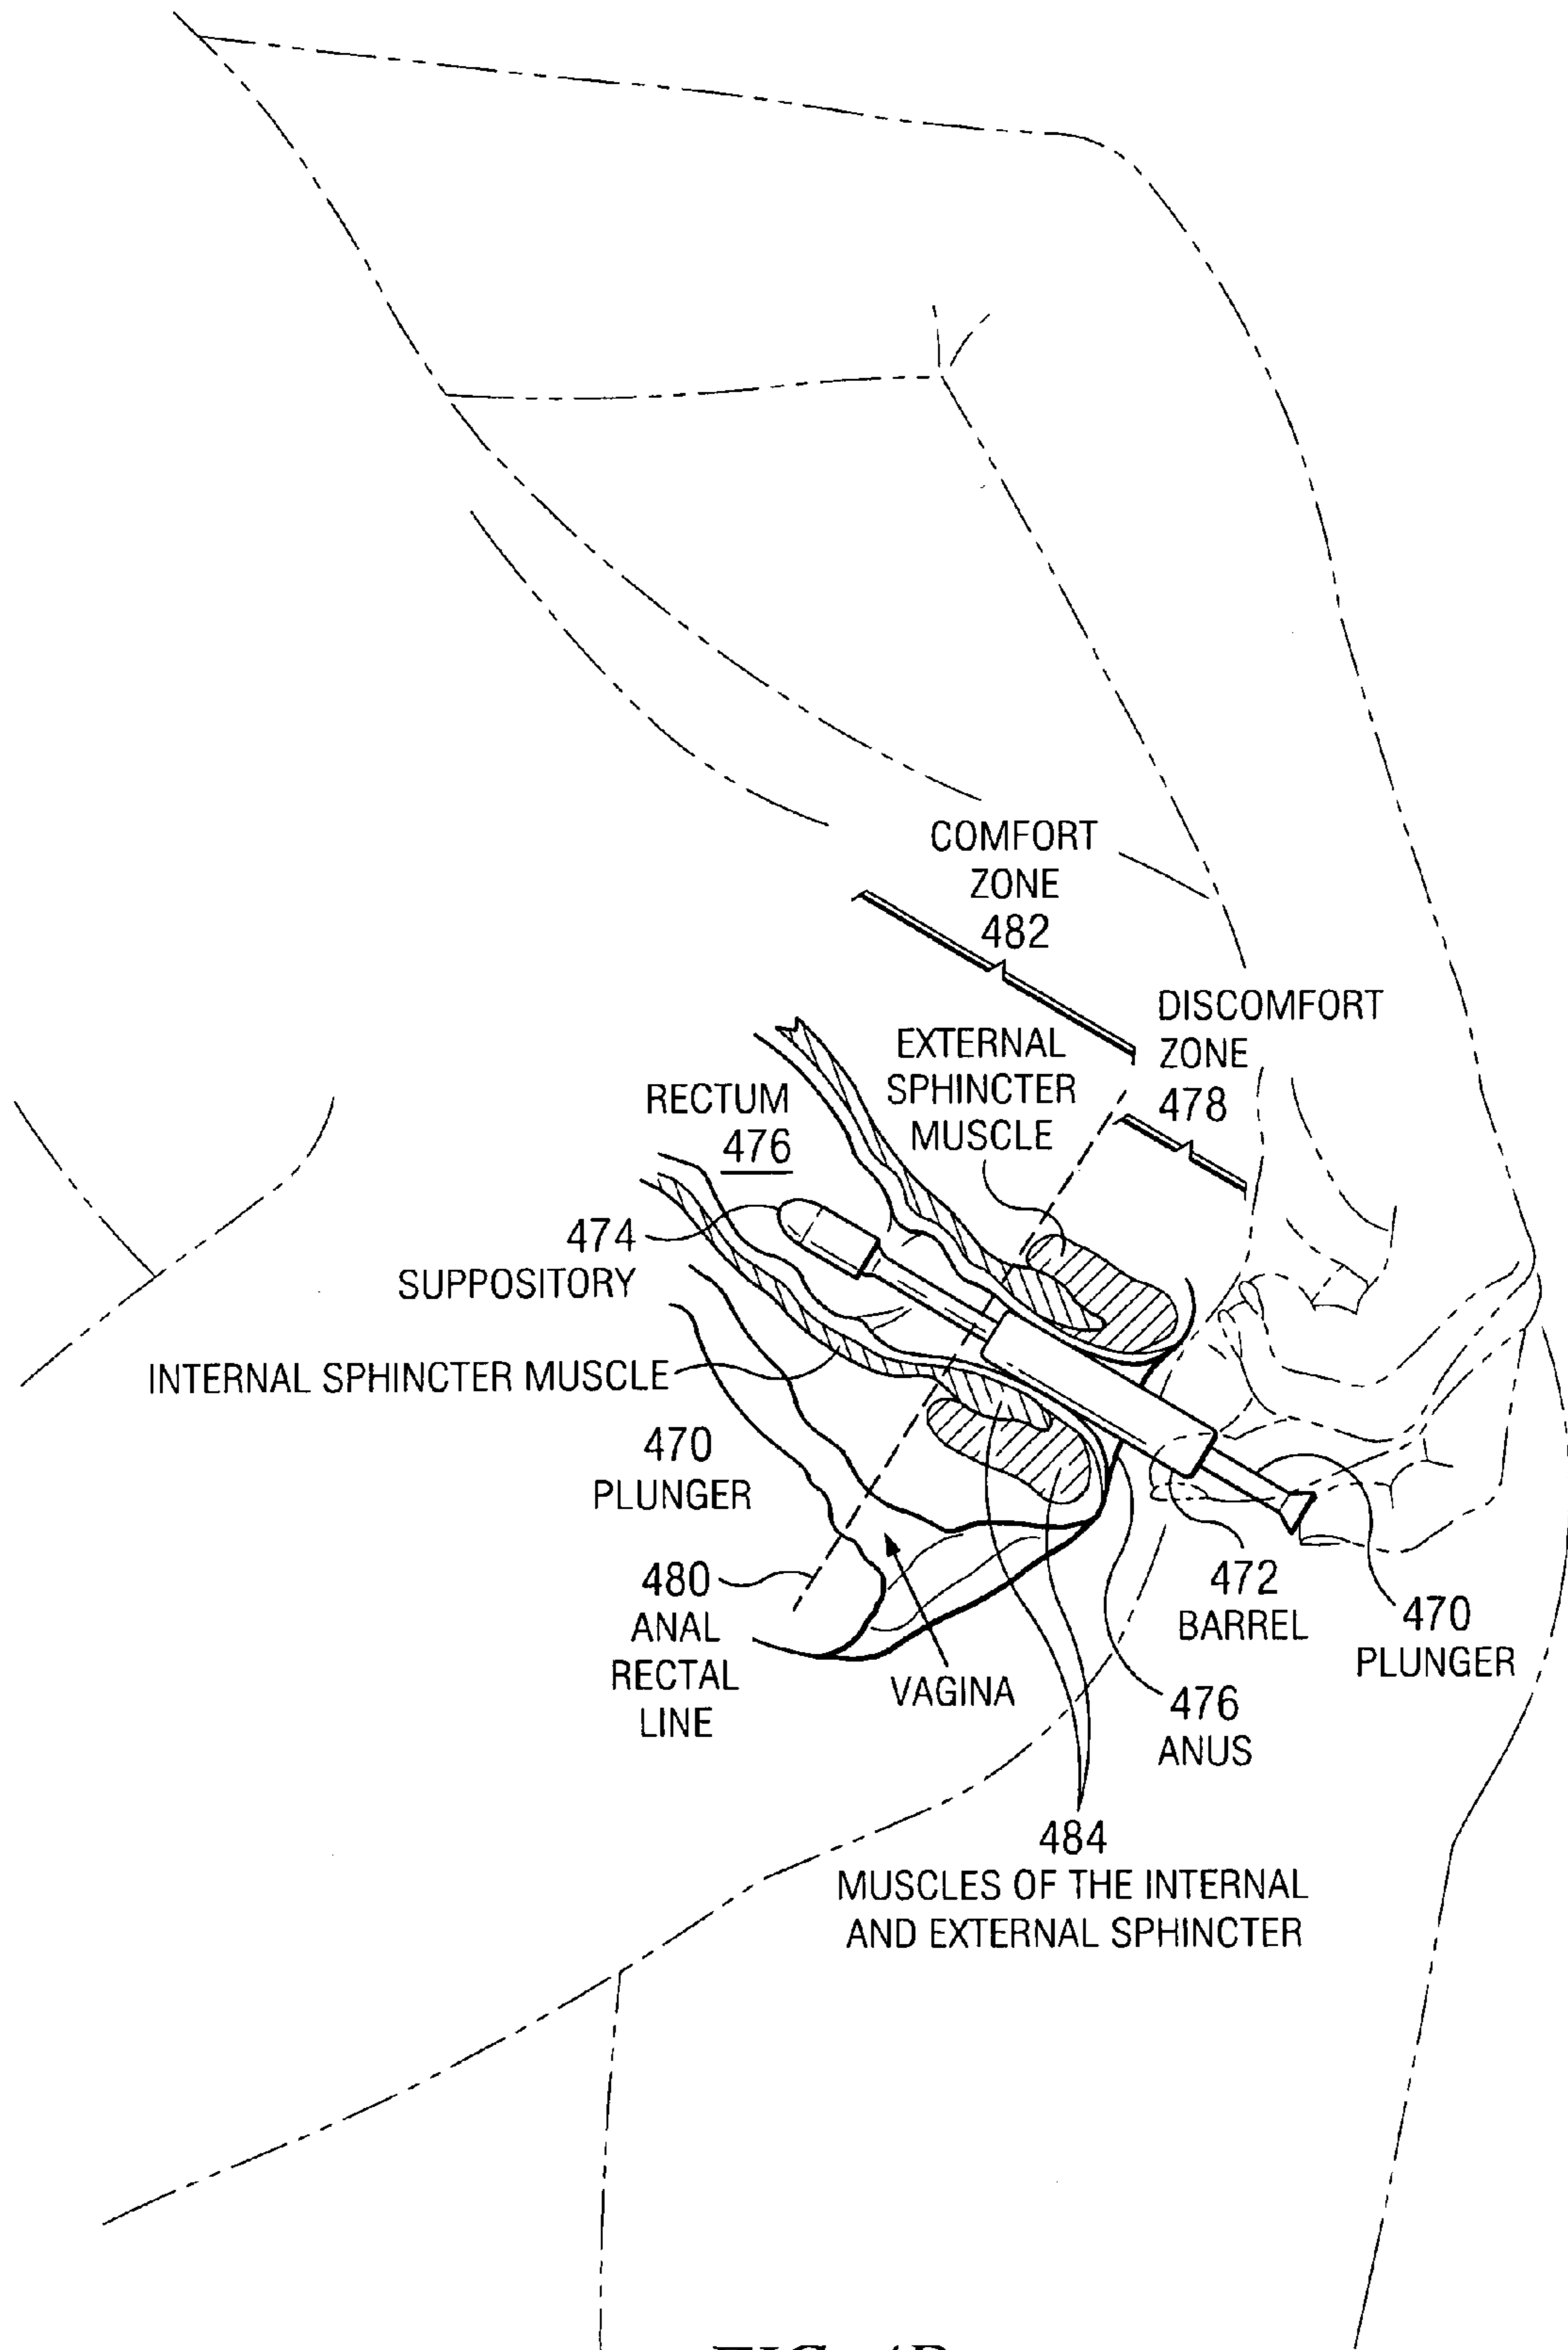 COMFORT
ZONE
482
DISCOMFORT
ZONE
478
EXTERNAL
SPHINCTER
MUSCLE
RECTUM
476
474
SUPPOSITORY
INTERNAL SPHINCTER MUSCLE
470
PLUNGER
480
ANAL
RECTAL
LINE
VAGINA
472
BARREL
470
PLUNGER
476
ANUS
484
MUSCLES OF THE INTERNAL
AND EXTERNAL SPHINCTER